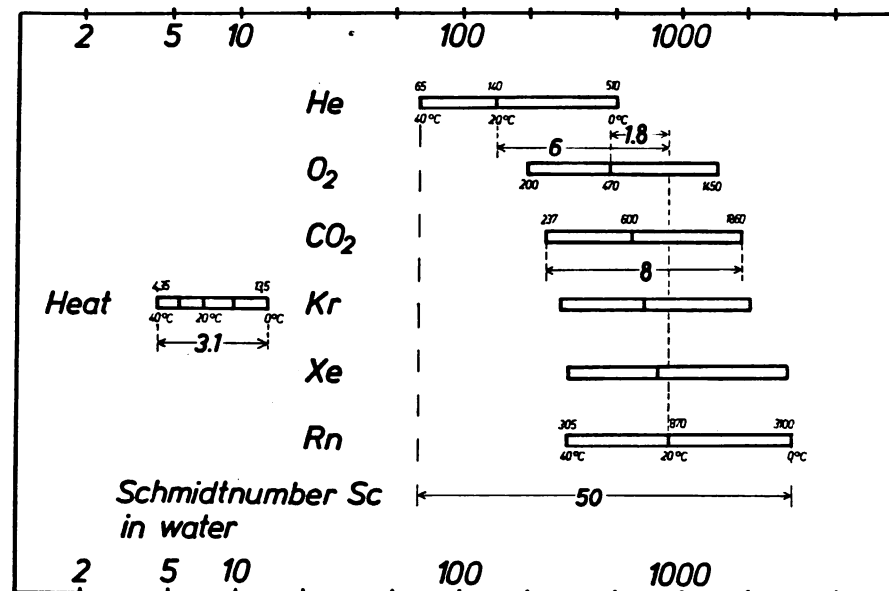 2 5 10 100 1000
65 140 510
He
40°C 20°C 0°C
1.8
6
O2
200 470 1450
237 600 1860
CO2
8
4,35 13,5
Heat
Kr
40°C 20°C 0°C
3.1
Xe
305 870 3100
Rn
40°C 20°C 0°C
Schmidtnumber Sc
50
in water
2 5 10 100 1000